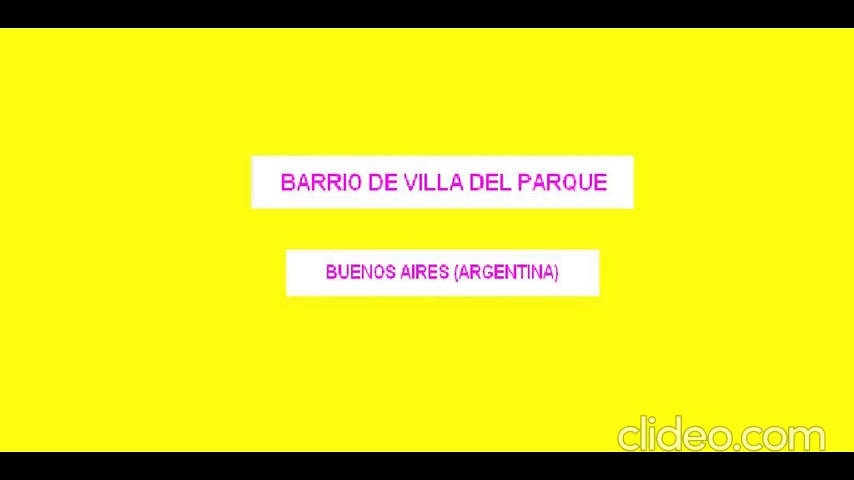 BARRIO DE VILLA DEL PARQUE
BUENOS AIRES (ARGENTINA)
clideo.com